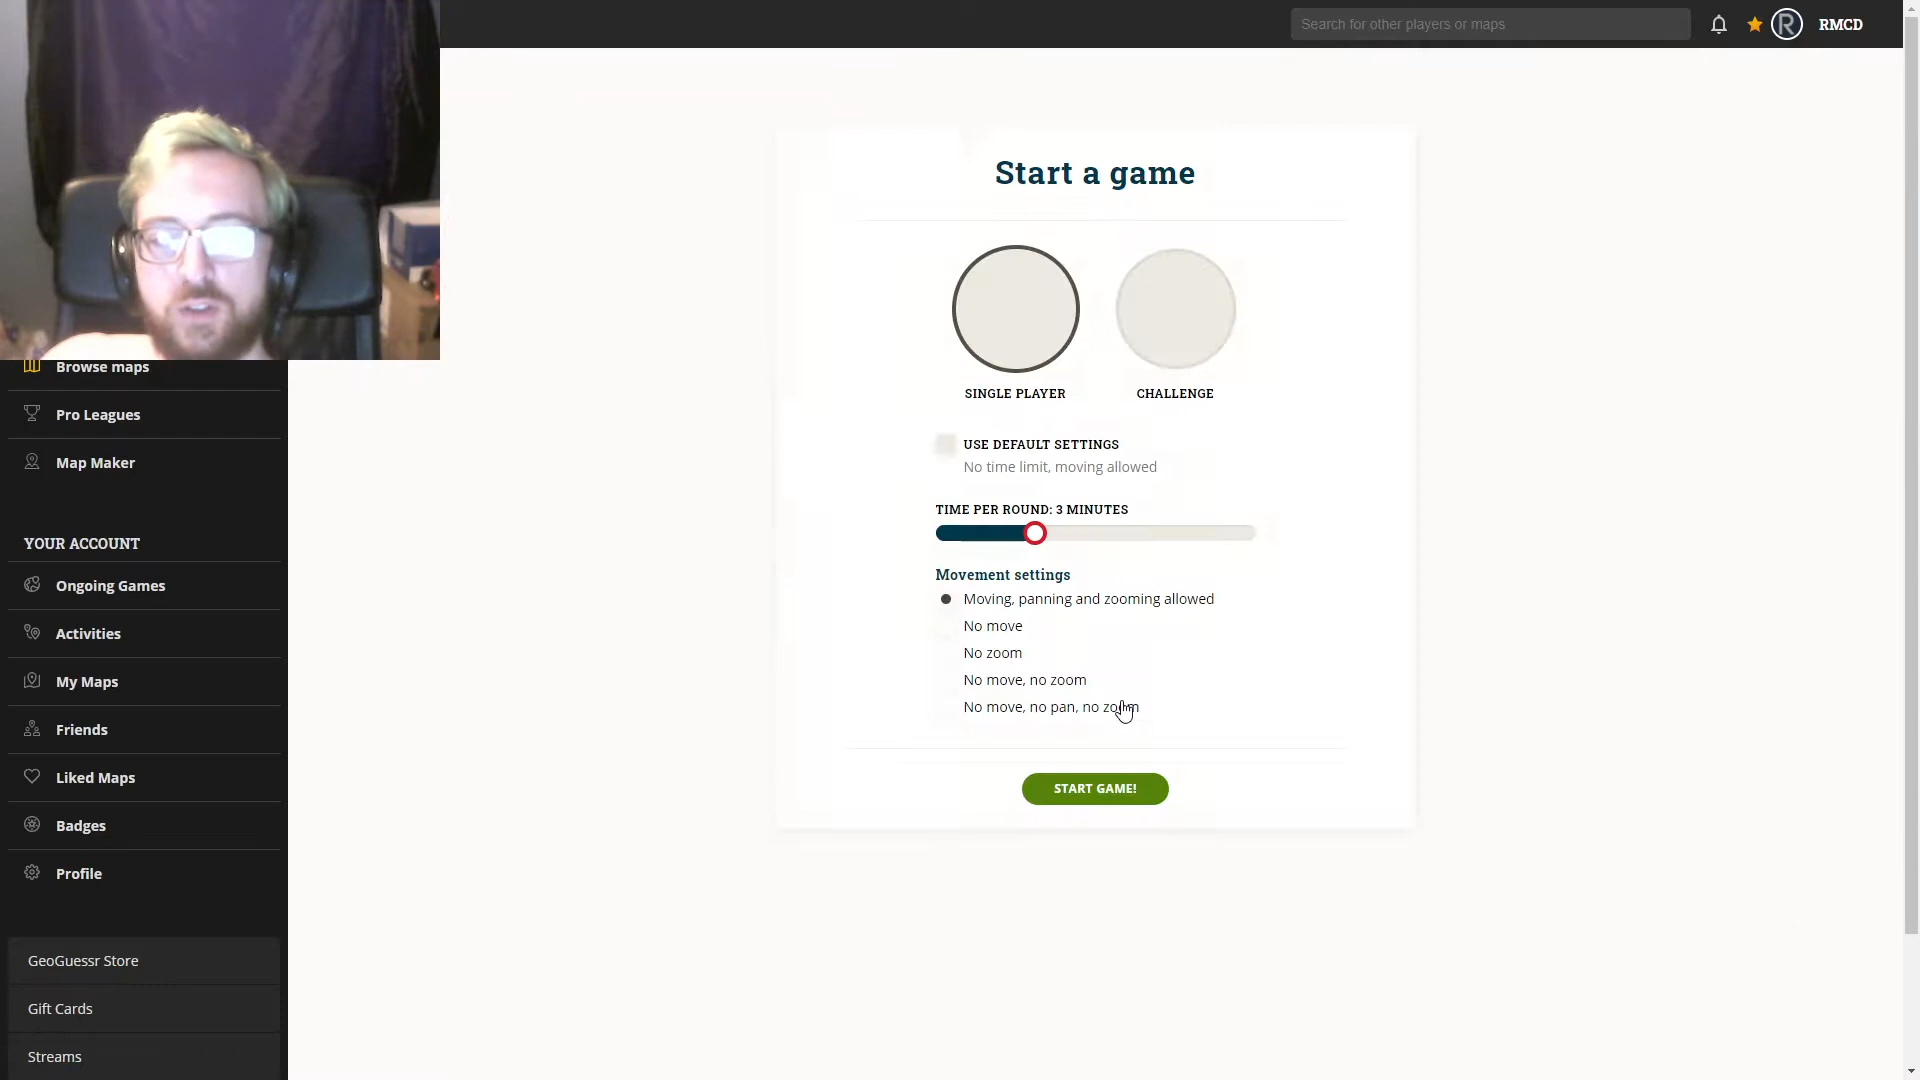 Search for other players or maps
RMCD
Browse maps
Pro Leagues
Map Maker
YOUR ACCOUNT
Ongoing Games
Activities
My Maps
Friends
Liked Maps
Badges
Profile
GeoGuessr Store
Gift Cards
Streams
Start a game
SINGLE PLAYER
CHALLENGE
USE DEFAULT SETTINGS
No time limit, moving allowed
TIME PER ROUND: 3 MINUTES
Movement settings
Moving, panning and zooming allowed
No move
No zoom
No move, no zoom
No move, no pan, no zoom
START GAME!